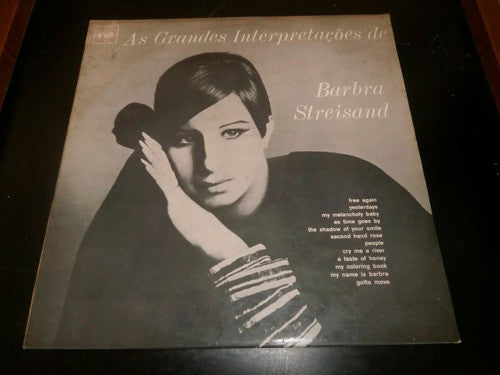 CBS
As Grandes Interpretações de
Barbra
Streisand
free again
yesterdays
my melancholy baby
as time goes by
the shadow of your smile
second hand rose
people
cry me a river
a taste of honey
my coloring book
my name is barbra
gotta move